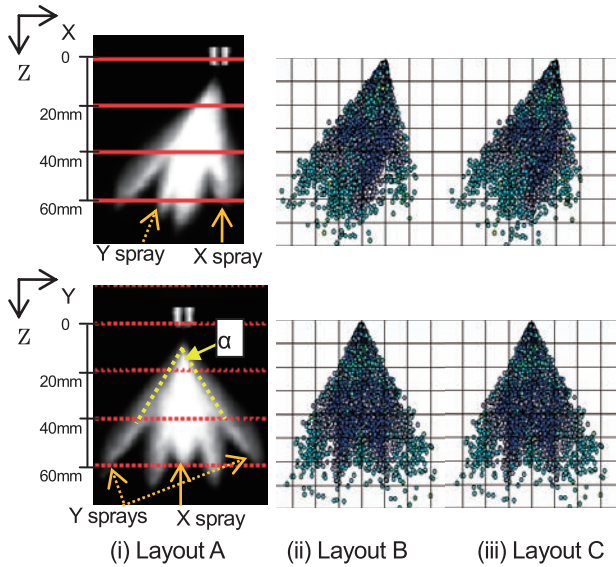 X
Z
0
20mm
40mm
60mm
Y spray
X spray
Y
Z
0
α
20mm
40mm
60mm
Y sprays
X spray
(i) Layout A
(ii) Layout B
(iii) Layout C